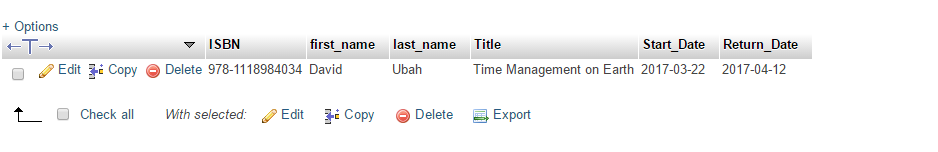 + Options
ISBN first_name last_name Title Start_Date Return_Date
Edit Copy Delete 978-1118984034 David Ubah Time Management on Earth 2017-03-22 2017-04-12
Check all With selected: Edit Copy Delete Export